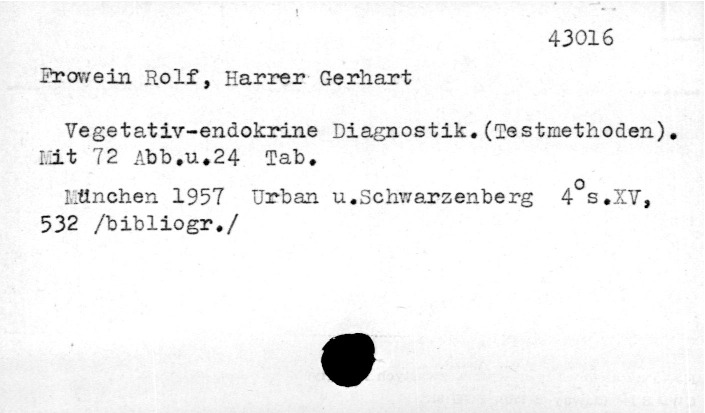 43016
Frowein Rolf, Harrer Gerhart
Vegetativ-endokrine Diagnostik.(Testmethoden).
Mit 72 Abb.u.24 Tab.
München 1957 Urban u.Schwarzenberg 4°s.XV,
532 /bibliogr./